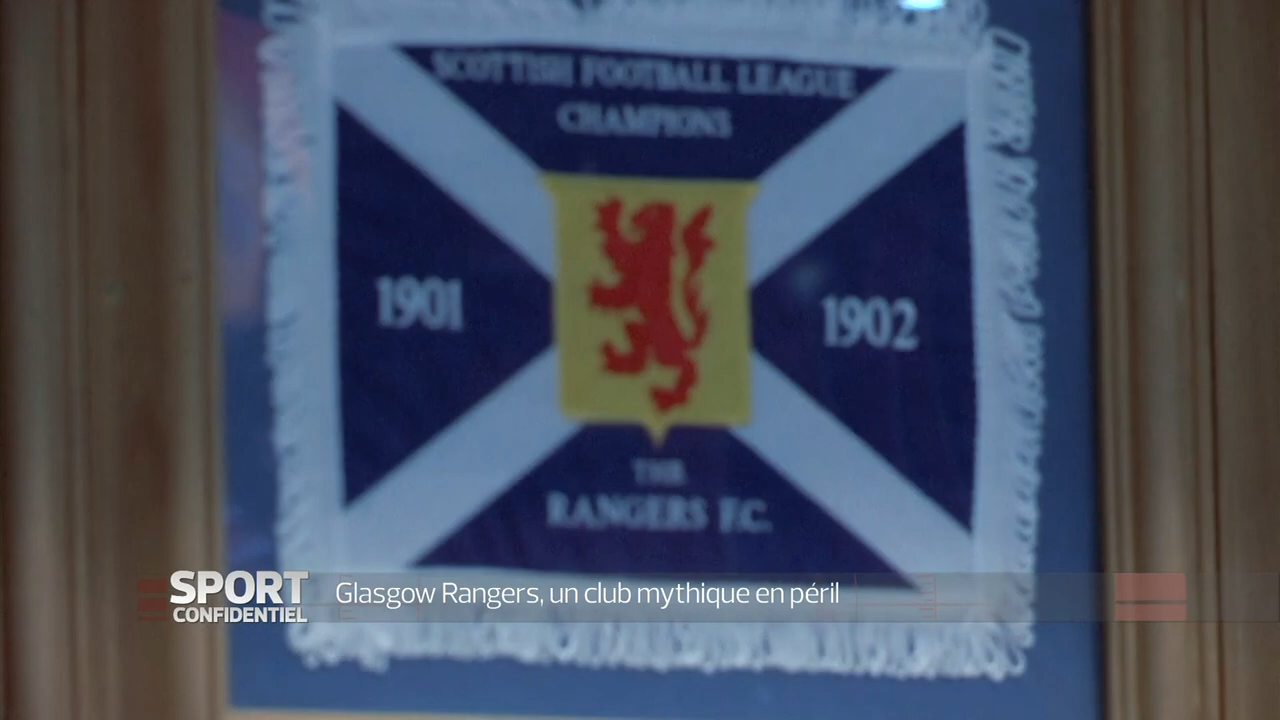 SCOTTISH FOOTBALL LEAGUE
CHAMPIONS
1901
1902
THE
RANGERS F.C.
SPORT
CONFIDENTIEL
Glasgow Rangers, un club mythique en péril